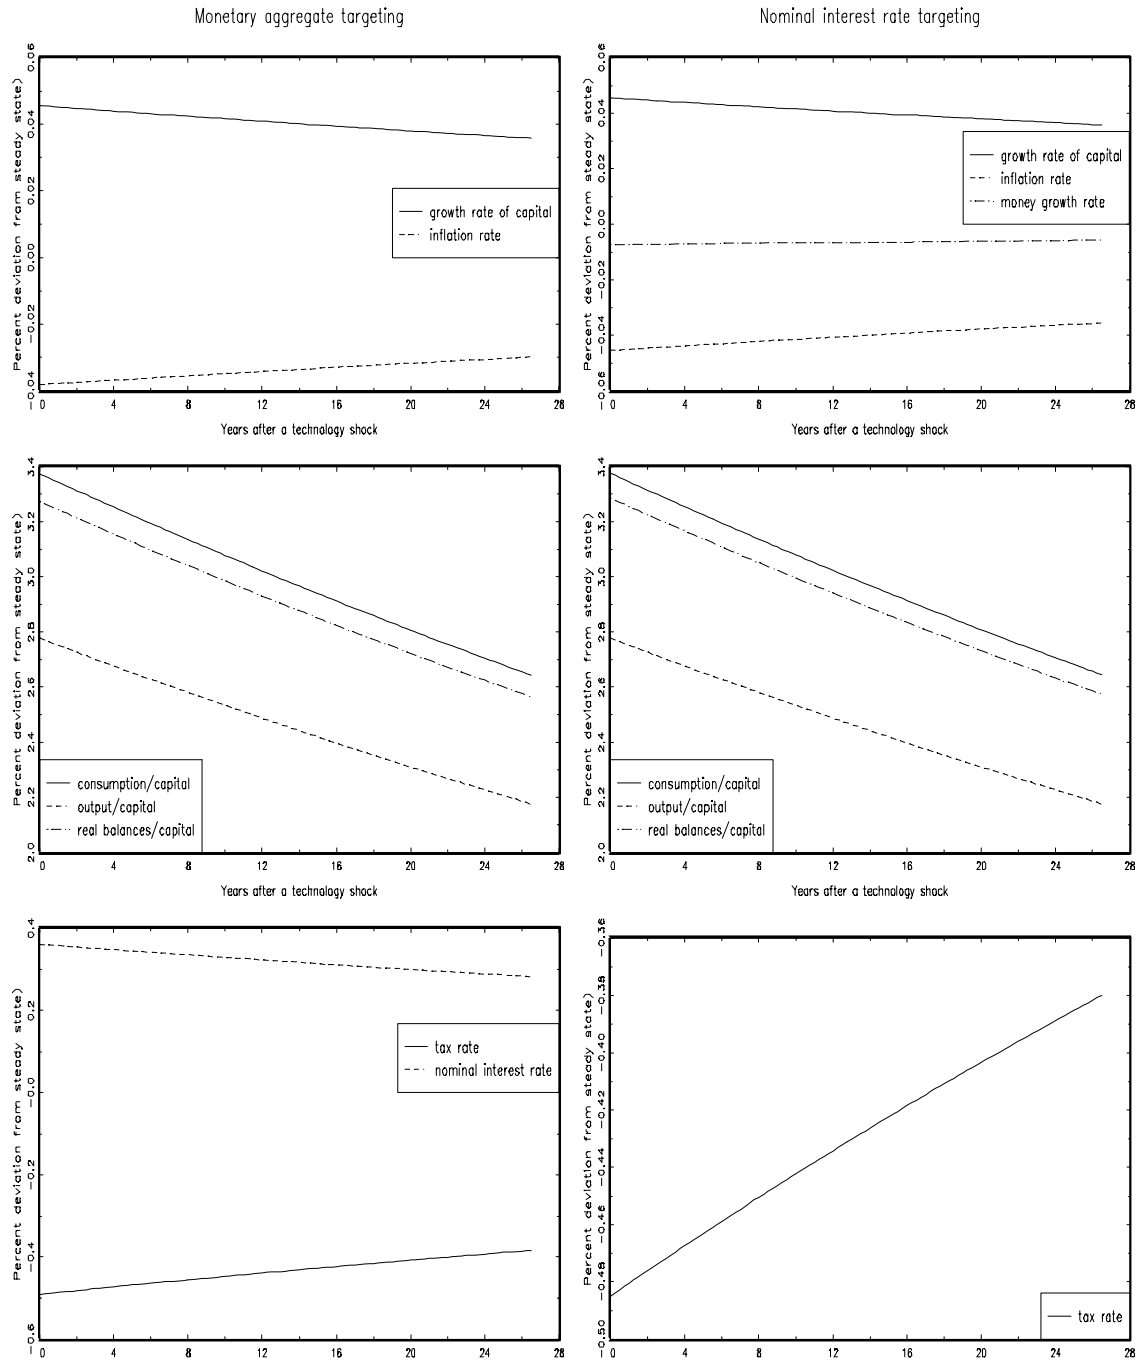 Monetary aggregate targeting
Nominal interest rate targeting
Percent deviation from steady state)
0.06
0.04
0.02
0.00
-0.02
-0.04
growth rate of capital
inflation rate
0 4 8 12 16 20 24 28
Years after a technology shock
Percent deviation from steady state)
0.06
0.04
0.02
0.00
-0.02
-0.04
-0.06
growth rate of capital
inflation rate
money growth rate
0 4 8 12 16 20 24 28
Years after a technology shock
Percent deviation from steady state)
3.4
3.2
3.0
2.8
2.6
2.4
2.2
2.0
consumption/capital
output/capital
real balances/capital
0 4 8 12 16 20 24 28
Years after a technology shock
Percent deviation from steady state)
3.4
3.2
3.0
2.8
2.6
2.4
2.2
2.0
consumption/capital
output/capital
real balances/capital
0 4 8 12 16 20 24 28
Years after a technology shock
Percent deviation from steady state)
0.4
0.2
-0.0
-0.2
-0.4
-0.6
tax rate
nominal interest rate
0 4 8 12 16 20 24 28
Years after a technology shock
Percent deviation from steady state)
-0.36
-0.38
-0.40
-0.42
-0.44
-0.46
-0.48
-0.50
tax rate
0 4 8 12 16 20 24 28
Years after a technology shock